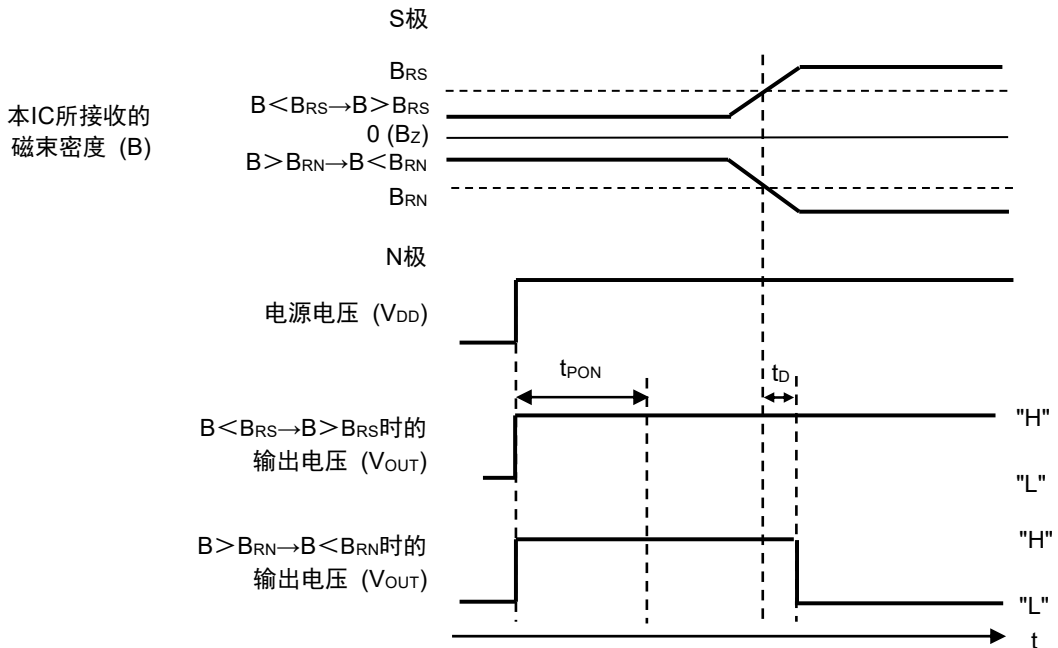 S极
BRS
B＜BRS→B＞BRS
0 (BZ)
本IC所接收的
磁束密度 (B)
B＞BRN→B＜BRN
BRN
N极
电源电压 (VDD)
tPON
tD
B＜BRS→B＞BRS时的
输出电压 (VOUT)
"H"
"L"
B＞BRN→B＜BRN时的
输出电压 (VOUT)
"H"
"L"
t